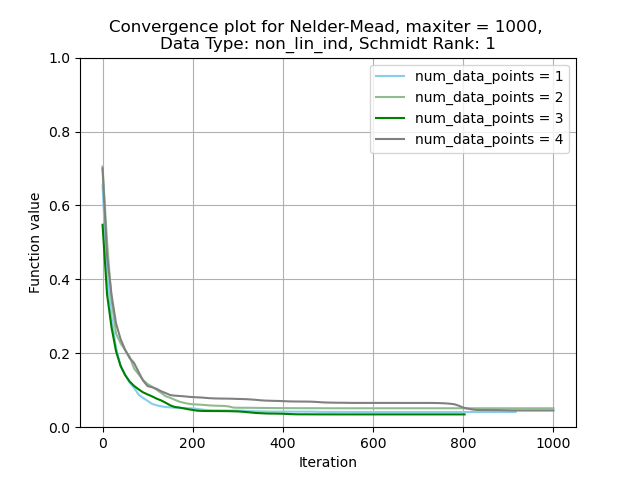 Convergence plot for Nelder-Mead, maxiter = 1000,
Data Type: non_lin_ind, Schmidt Rank: 1
num_data_points = 1
num_data_points = 2
num_data_points = 3
num_data_points = 4
Function value
1.0
0.8
0.6
0.4
0.2
0.0
0 200 400 600 800 1000
Iteration